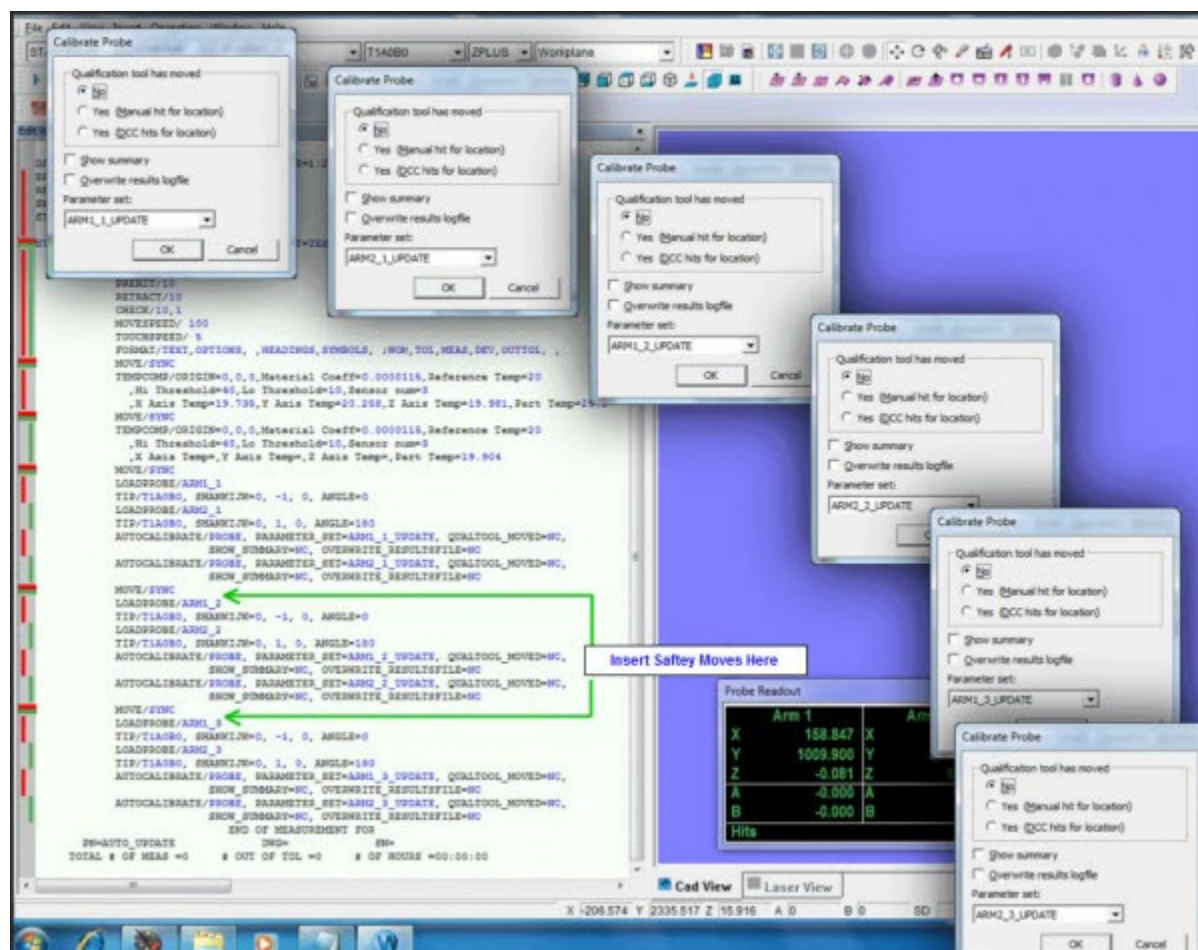 File Edit View Insert Operation Window Help
T1A0B0
ZPLUS
Workplane
Calibrate Probe
Qualification tool has moved
No
Yes (Manual hit for location)
Yes (DCC hits for location)
Show summary
Overwrite results logfile
Parameter set:
ARM1_1_UPDATE
OK Cancel
Calibrate Probe
Qualification tool has moved
No
Yes (Manual hit for location)
Yes (DCC hits for location)
Show summary
Overwrite results logfile
Parameter set:
ARM2_1_UPDATE
OK Cancel
Calibrate Probe
Qualification tool has moved
No
Yes (Manual hit for location)
Yes (DCC hits for location)
Show summary
Overwrite results logfile
Parameter set:
ARM1_2_UPDATE
OK Cancel
Calibrate Probe
Qualification tool has moved
No
Yes (Manual hit for location)
Yes (DCC hits for location)
Show summary
Overwrite results logfile
Parameter set:
ARM2_2_UPDATE
Calibrate Probe
Qualification tool has moved
No
Yes (Manual hit for location)
Yes (DCC hits for location)
Show summary
Overwrite results logfile
Parameter set:
ARM1_3_UPDATE
Calibrate Probe
Qualification tool has moved
No
Yes (Manual hit for location)
Yes (DCC hits for location)
Show summary
Overwrite results logfile
Parameter set:
ARM2_3_UPDATE
OK Cancel
PREHIT/10
RETRACT/10
CHECK/10,1
MOVESPEED/ 100
TOUCHSPEED/ 5
FORMAT/TEXT,OPTIONS, ,HEADINGS,SYMBOLS, ;NOM,TOL,MEAS,DEV,OUTTOL, ,
MOVE/SYNC
TEMPCOMP/ORIGIN=0,0,0,Material Coeff=0.0000115,Reference Temp=20
,Hi Threshold=40,Lo Threshold=10,Sensor num=9
,X Axis Temp=19.735,Y Axis Temp=20.258,Z Axis Temp=19.981,Part Temp=
MOVE/SYNC
TEMPCOMP/ORIGIN=0,0,0,Material Coeff=0.0000115,Reference Temp=20
,Hi Threshold=40,Lo Threshold=10,Sensor num=9
,X Axis Temp=,Y Axis Temp=,Z Axis Temp=,Part Temp=19.904
MOVE/SYNC
LOADPROBE/ARM1_1
TIP/T1A0B0, SHANKIJK=0, -1, 0, ANGLE=0
LOADPROBE/ARM2_1
TIP/T1A0B0, SHANKIJK=0, 1, 0, ANGLE=180
AUTOCALIBRATE/PROBE, PARAMETER_SET=ARM1_1_UPDATE, QUALTOOL_MOVED=NO,
SHOW_SUMMARY=NO, OVERWRITE_RESULTSFILE=NO
AUTOCALIBRATE/PROBE, PARAMETER_SET=ARM2_1_UPDATE, QUALTOOL_MOVED=NO,
SHOW_SUMMARY=NO, OVERWRITE_RESULTSFILE=NO
MOVE/SYNC
LOADPROBE/ARM1_2
TIP/T1A0B0, SHANKIJK=0, -1, 0, ANGLE=0
LOADPROBE/ARM2_2
TIP/T1A0B0, SHANKIJK=0, 1, 0, ANGLE=180
AUTOCALIBRATE/PROBE, PARAMETER_SET=ARM1_2_UPDATE, QUALTOOL_MOVED=NO,
SHOW_SUMMARY=NO, OVERWRITE_RESULTSFILE=NO
AUTOCALIBRATE/PROBE, PARAMETER_SET=ARM2_2_UPDATE, QUALTOOL_MOVED=NO,
SHOW_SUMMARY=NO, OVERWRITE_RESULTSFILE=NO
MOVE/SYNC
LOADPROBE/ARM1_3
TIP/T1A0B0, SHANKIJK=0, -1, 0, ANGLE=0
LOADPROBE/ARM2_3
TIP/T1A0B0, SHANKIJK=0, 1, 0, ANGLE=180
AUTOCALIBRATE/PROBE, PARAMETER_SET=ARM1_3_UPDATE, QUALTOOL_MOVED=NO,
SHOW_SUMMARY=NO, OVERWRITE_RESULTSFILE=NO
AUTOCALIBRATE/PROBE, PARAMETER_SET=ARM2_3_UPDATE, QUALTOOL_MOVED=NO,
SHOW_SUMMARY=NO, OVERWRITE_RESULTSFILE=NO
END OF MEASUREMENT FOR
PN=AUTO_UPDATE DWG= SN=
TOTAL # OF MEAS =0 # OUT OF TOL =0 # OF HOURS =00:00:00
Insert Saftey Moves Here
Probe Readout
Arm 1
X 158.847 X
Y 1009.900 Y
Z -0.081 Z
A -0.000 A
B -0.000 B
Hits
Cad View Laser View
X -206.574 Y 2335.517 Z 15.916 A 0 B 0 SD